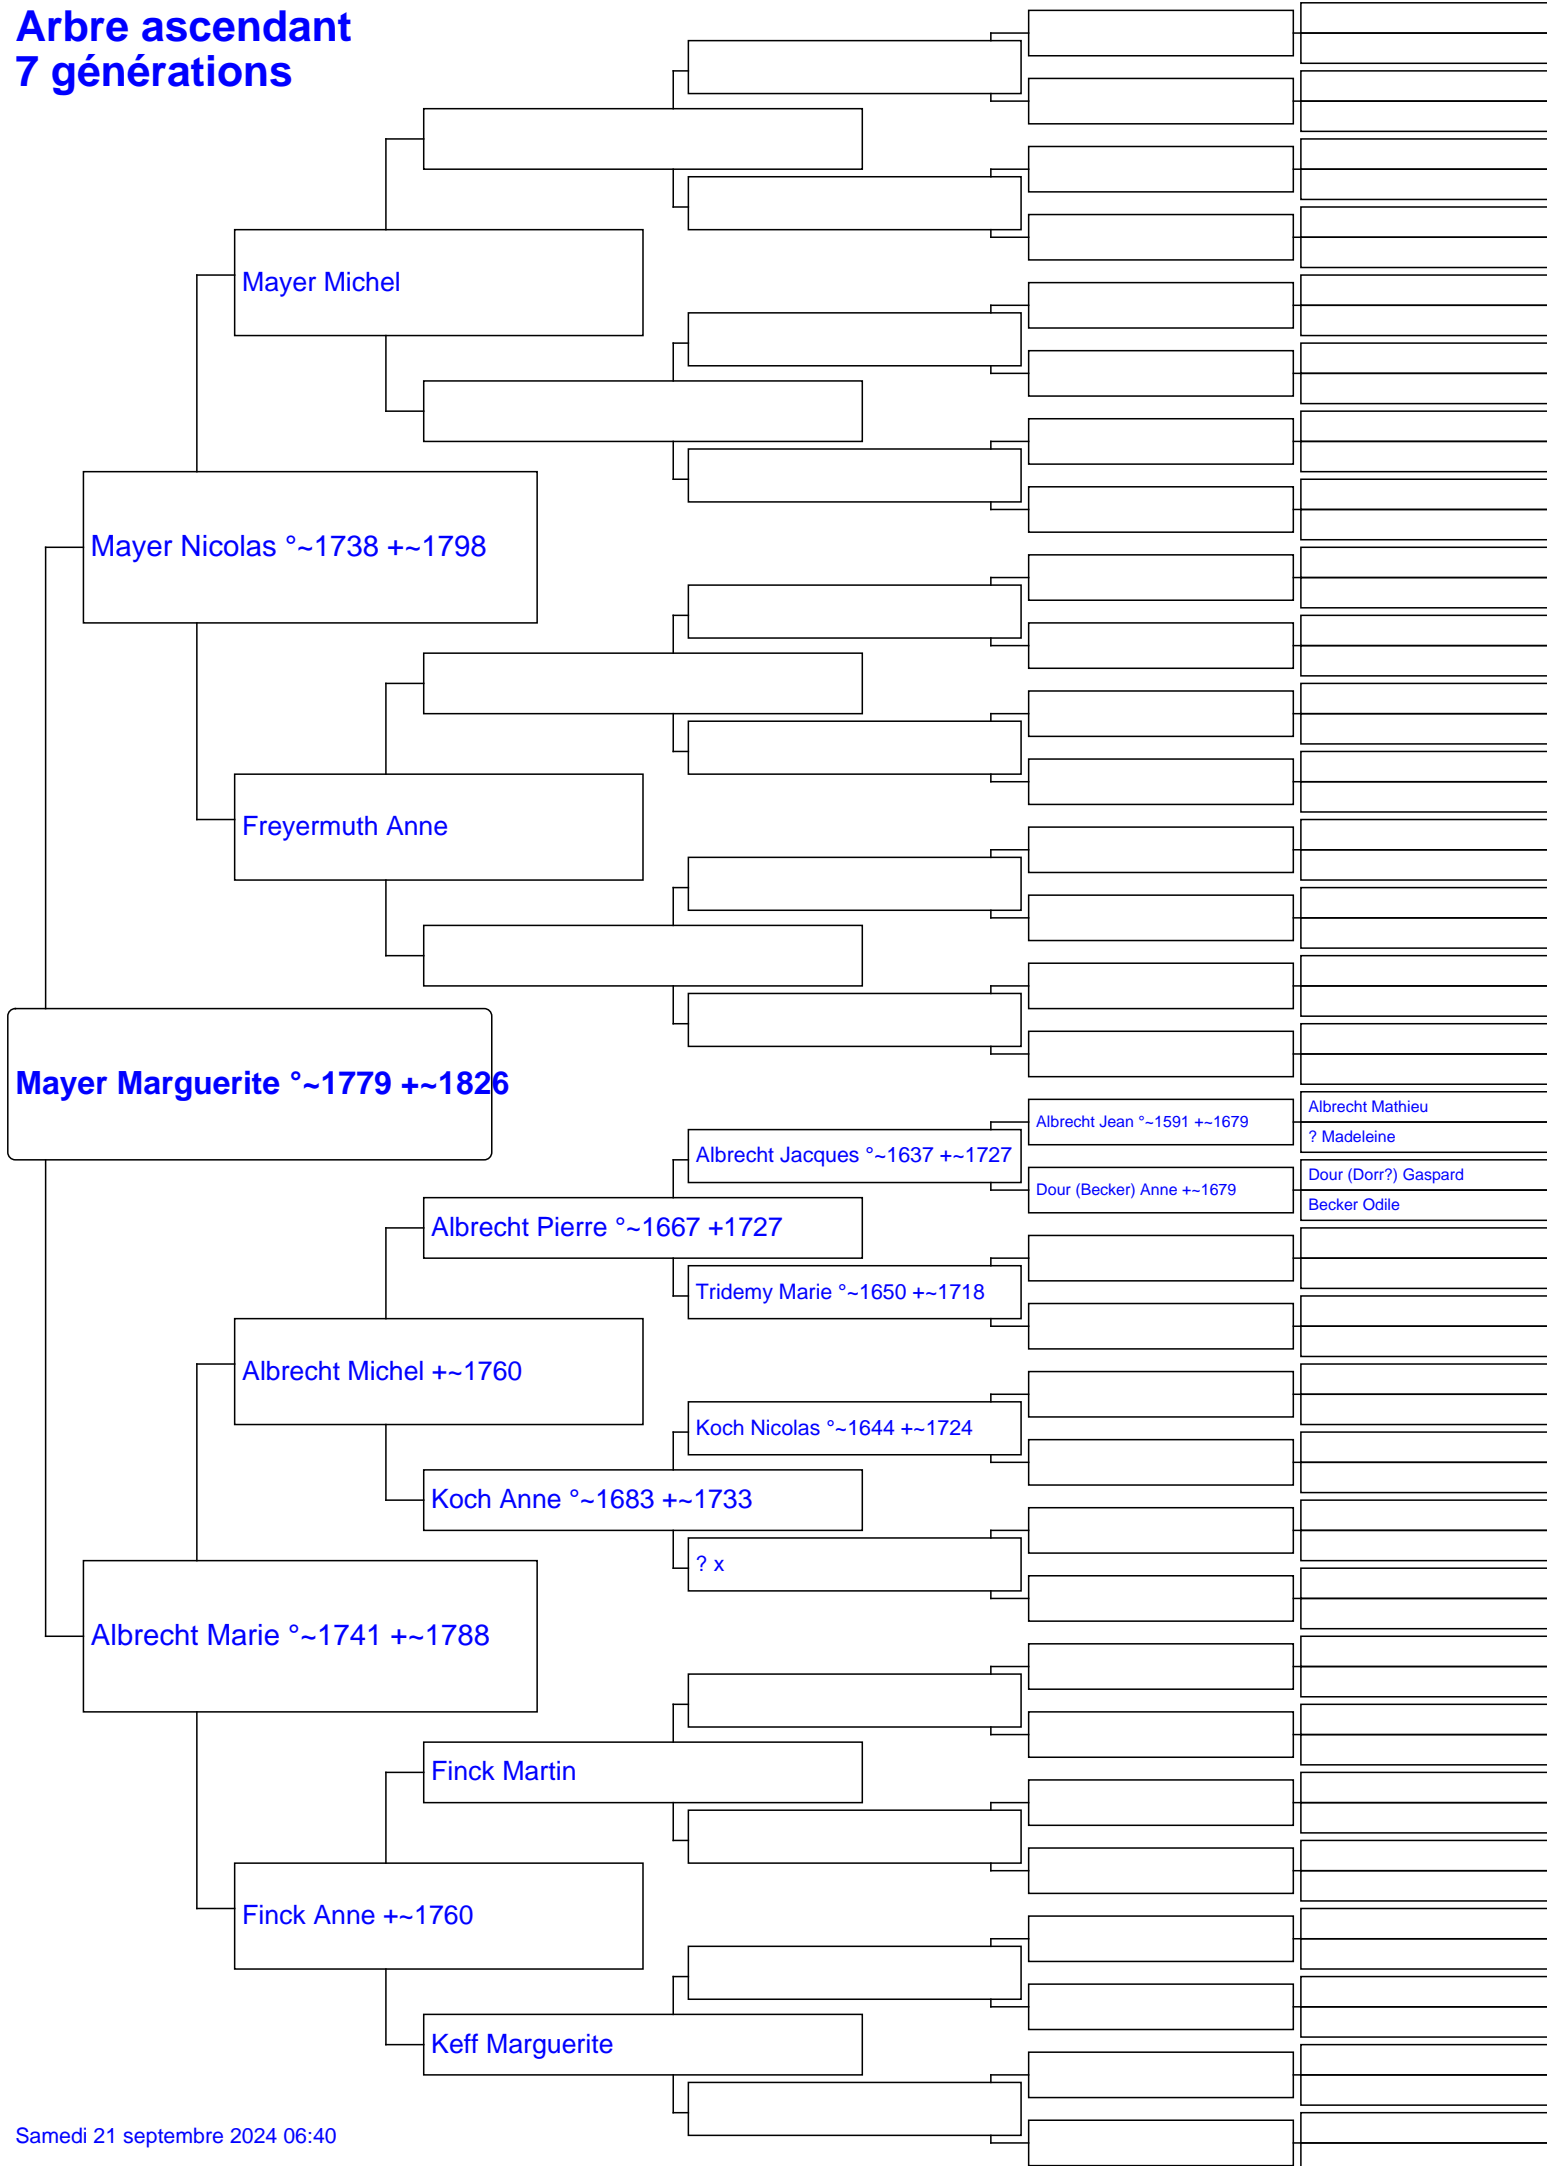 Arbre ascendant
7 générations
Mayer Michel
Mayer Nicolas °~1738 +~1798
Freyermuth Anne
Mayer Marguerite °~1779 +~1826
Albrecht Mathieu
Albrecht Jean °~1591 +~1679
? Madeleine
Albrecht Jacques °~1637 +~1727
Dour (Dorr?) Gaspard
Dour (Becker) Anne +~1679
Becker Odile
Albrecht Pierre °~1667 +1727
Tridemy Marie °~1650 +~1718
Albrecht Michel +~1760
Koch Nicolas °~1644 +~1724
Koch Anne °~1683 +~1733
? x
Albrecht Marie °~1741 +~1788
Finck Martin
Finck Anne +~1760
Keff Marguerite
Samedi 21 septembre 2024 06:40